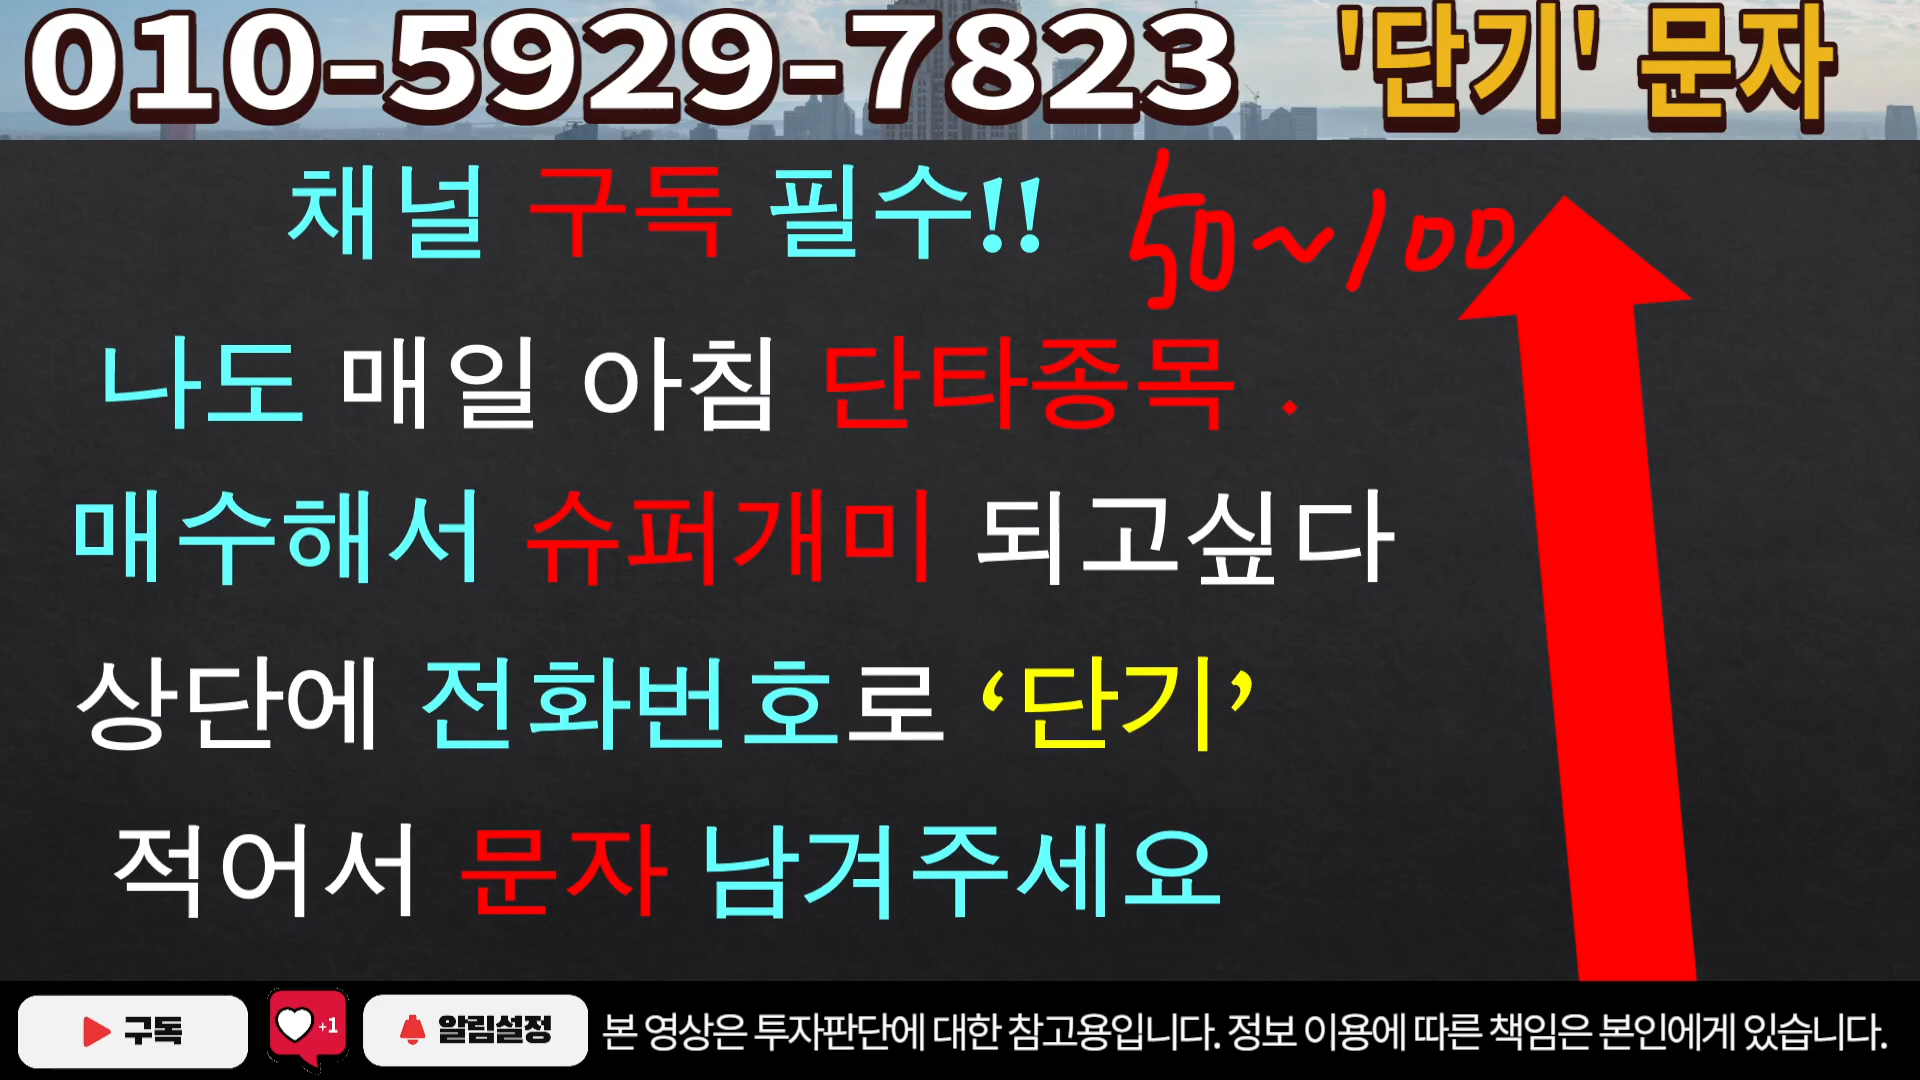 010-5929-7823 '단기' 문자
채널 구독 필수!! 50~100
나도 매일 아침 단타종목 .
매수해서 슈퍼개미 되고싶다
상단에 전화번호로 ‘단기’
적어서 문자 남겨주세요
구독 +1 알림설정 본 영상은 투자판단에 대한 참고용입니다. 정보 이용에 따른 책임은 본인에게 있습니다.